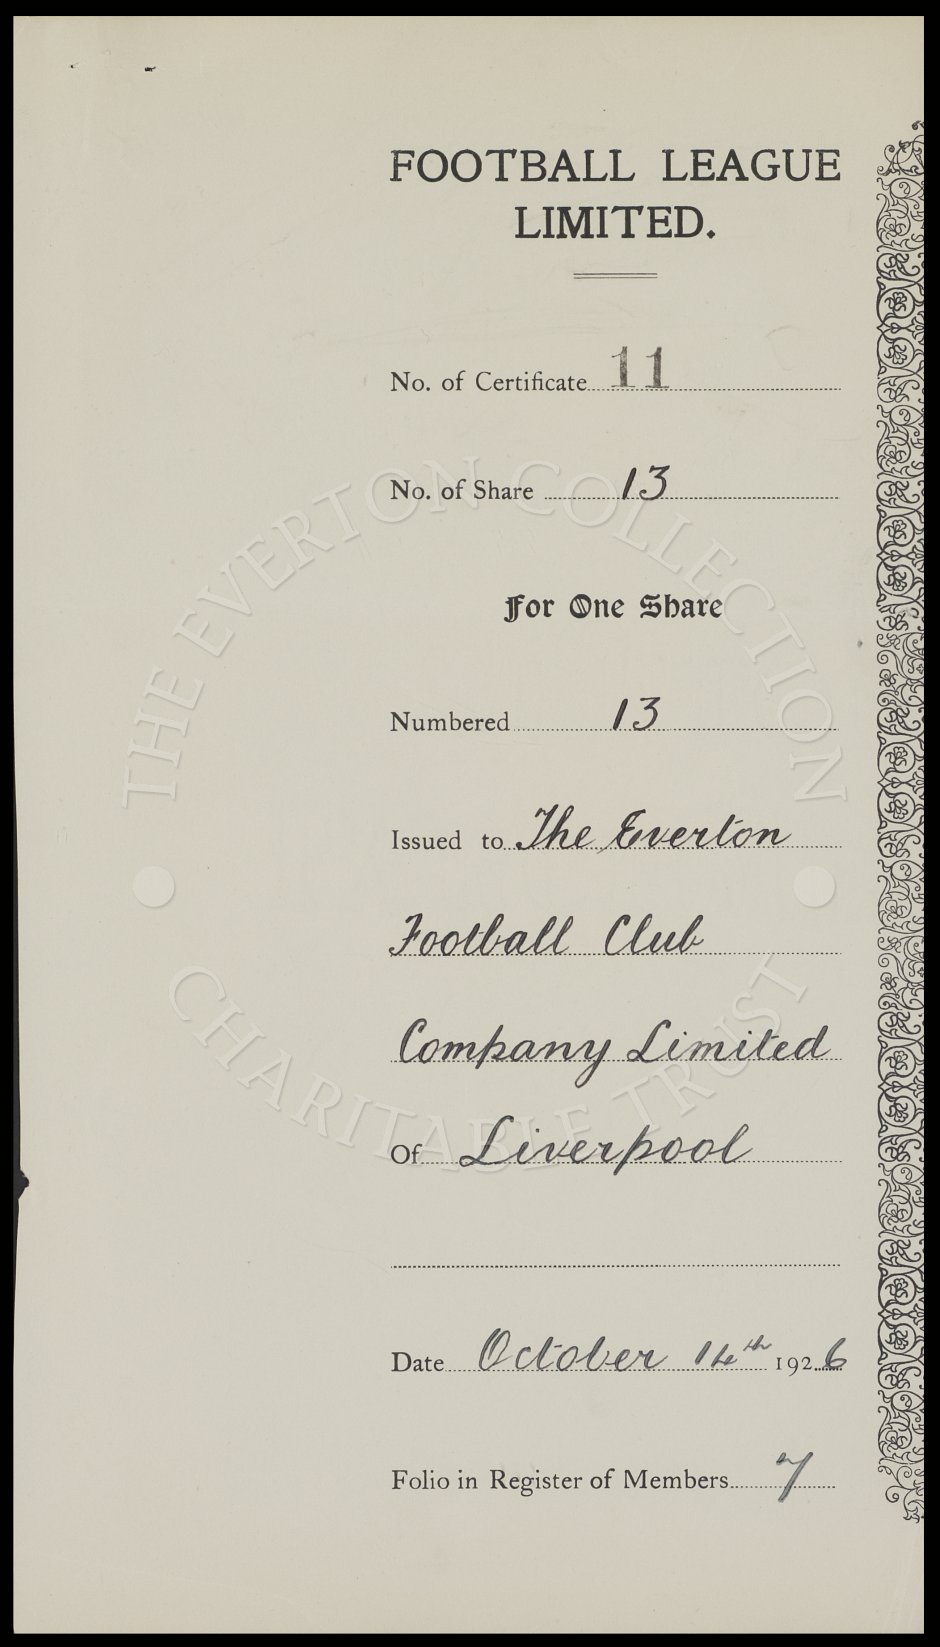 FOOTBALL LEAGUE
LIMITED.
No. of Certificate 11
No. of Share 13
For One Share
Numbered 13
Issued to The Everton
Football Club
Company Limited
Of Liverpool
Date October 14th 1926
Folio in Register of Members 7
THE EVERTON COLLECTION
CHARITABLE TRUST